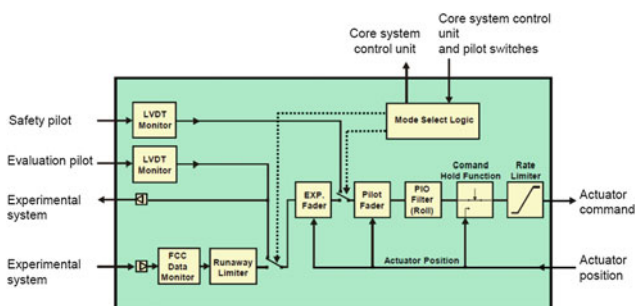 Core system
control unit
Core system control
unit
and pilot switches
Safety pilot
LVDT
Monitor
Mode Select Logic
Evaluation pilot
LVDT
Monitor
Experimental
system
EXP.
Fader
Pilot
Fader
PIO
Filter
(Roll)
Comand
Hold Function
Rate
Limiter
Actuator
command
Experimental
system
FCC
Data
Monitor
Runaway
Limiter
Actuator Position
Actuator
position